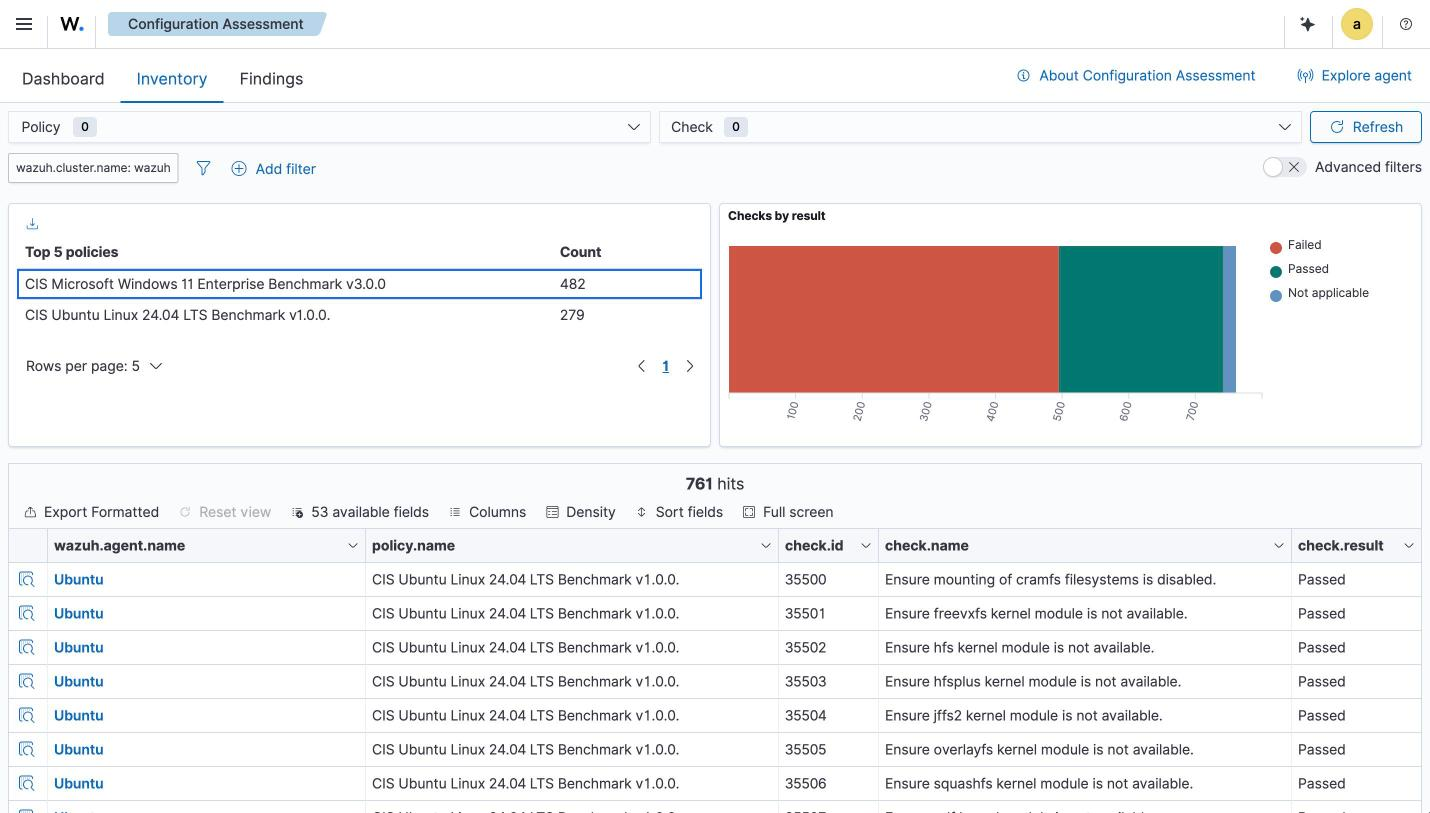 W. Configuration Assessment a
Dashboard Inventory Findings About Configuration Assessment Explore agent
Policy 0 Check 0 Refresh
wazuh.cluster.name: wazuh Add filter Advanced filters
Top 5 policies Count
CIS Microsoft Windows 11 Enterprise Benchmark v3.0.0 482
CIS Ubuntu Linux 24.04 LTS Benchmark v1.0.0. 279
Rows per page: 5 1
Checks by result
Failed
Passed
Not applicable
100 200 300 400 500 600 700
761 hits
Export Formatted Reset view 53 available fields Columns Density Sort fields Full screen
wazuh.agent.name policy.name check.id check.name check.result
Ubuntu CIS Ubuntu Linux 24.04 LTS Benchmark v1.0.0. 35500 Ensure mounting of cramfs filesystems is disabled. Passed
Ubuntu CIS Ubuntu Linux 24.04 LTS Benchmark v1.0.0. 35501 Ensure freevxfs kernel module is not available. Passed
Ubuntu CIS Ubuntu Linux 24.04 LTS Benchmark v1.0.0. 35502 Ensure hfs kernel module is not available. Passed
Ubuntu CIS Ubuntu Linux 24.04 LTS Benchmark v1.0.0. 35503 Ensure hfsplus kernel module is not available. Passed
Ubuntu CIS Ubuntu Linux 24.04 LTS Benchmark v1.0.0. 35504 Ensure jffs2 kernel module is not available. Passed
Ubuntu CIS Ubuntu Linux 24.04 LTS Benchmark v1.0.0. 35505 Ensure overlayfs kernel module is not available. Passed
Ubuntu CIS Ubuntu Linux 24.04 LTS Benchmark v1.0.0. 35506 Ensure squashfs kernel module is not available. Passed